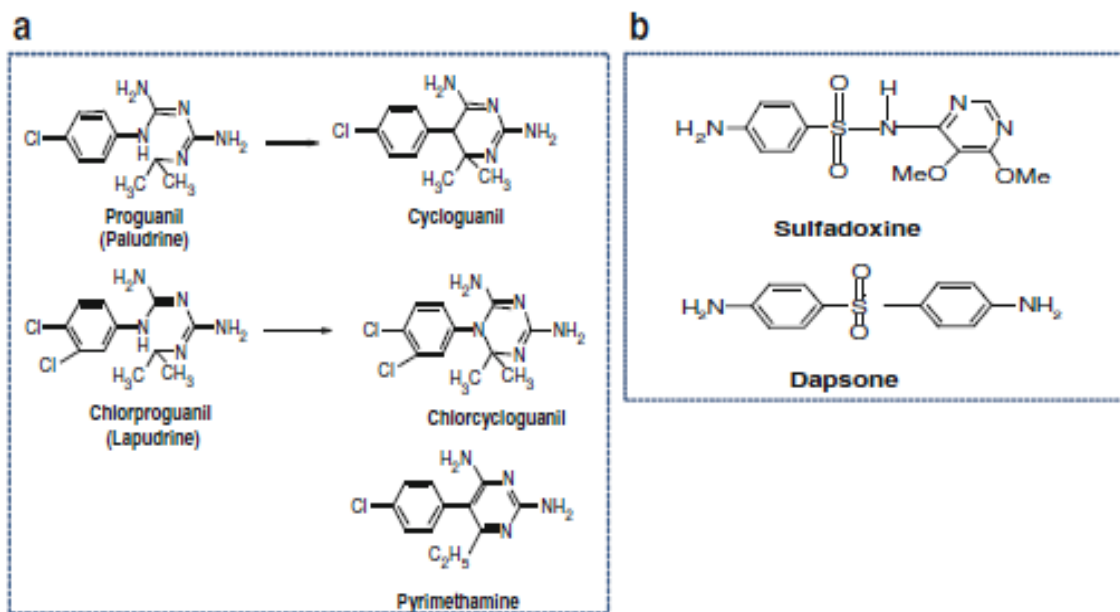 a
H₂N
N
Cl
N
H
NH₂
N
H₃C
CH₃
Proguanil
(Paludrine)
H₂N
N
Cl
NH₂
N
H₃C
CH₃
Cycloguanil
H₂N
N
Cl
N
H
NH₂
Cl
N
H₃C
CH₃
Chlorproguanil
(Lapudrine)
H₂N
N
Cl
N
NH₂
Cl
N
H₃C
CH₃
Chlorcycloguanil
H₂N
N
Cl
NH₂
N
C₂H₅
Pyrimethamine
b
O
H
N
H₂N
S
N
N
O
MeO
OMe
Sulfadoxine
O
H₂N
S
NH₂
O
Dapsone